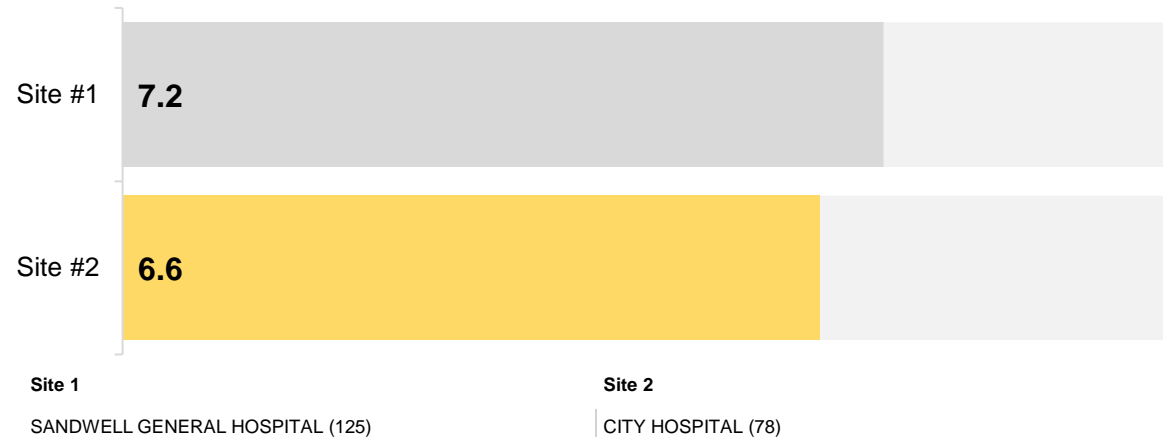 Site #1 7.2
Site #2 6.6
Site 1 Site 2
SANDWELL GENERAL HOSPITAL (125) CITY HOSPITAL (78)